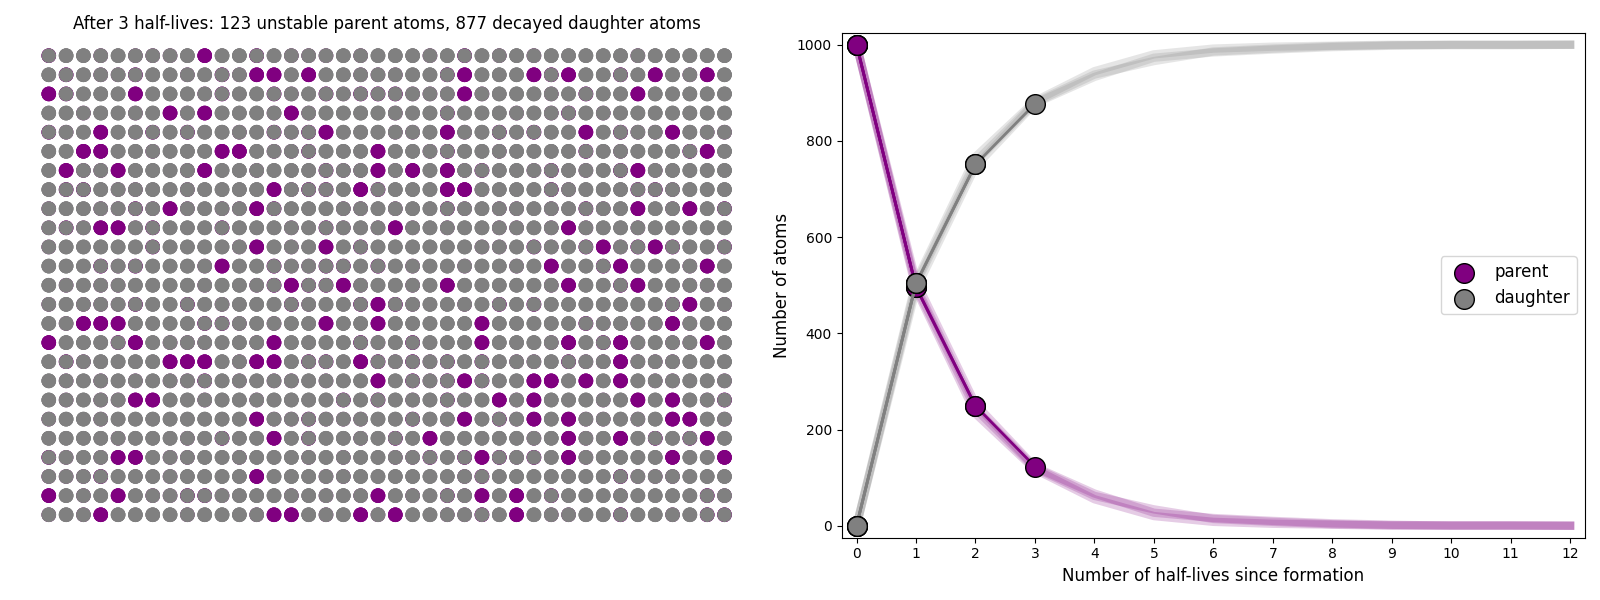 After 3 half-lives: 123 unstable parent atoms, 877 decayed daughter atoms
1000
800
600
400
200
0
Number of atoms
parent
daughter
0 1 2 3 4 5 6 7 8 9 10 11 12
Number of half-lives since formation